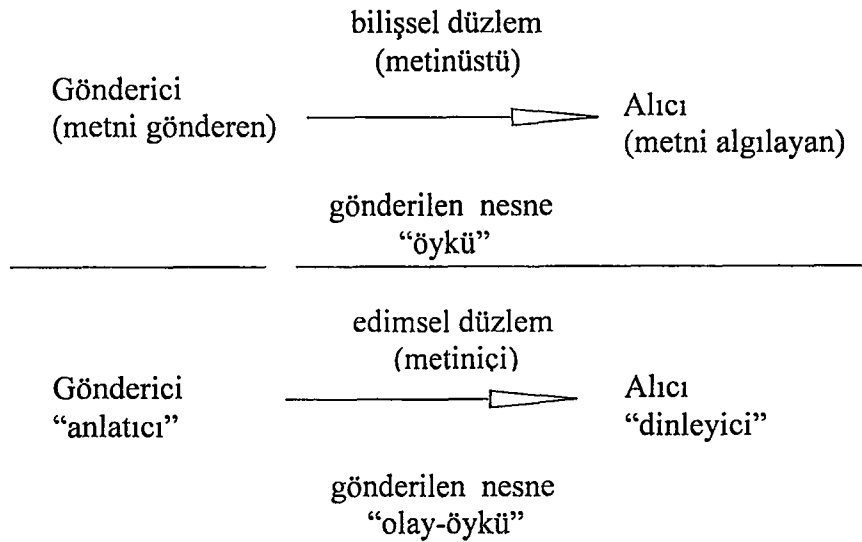 bilişsel düzlem
(metinüstü)
Gönderici
(metni gönderen)
Alıcı
(metni algılayan)
gönderilen nesne
“öykü”
edimsel düzlem
(metiniçi)
Gönderici
“anlatıcı”
Alıcı
“dinleyici”
gönderilen nesne
“olay-öykü”